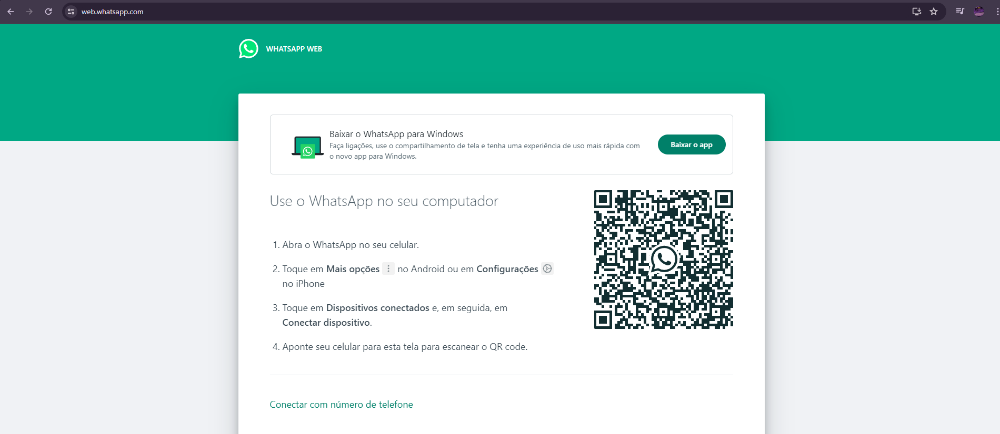 web.whatsapp.com
WHATSAPP WEB
Baixar o WhatsApp para Windows
Faça ligações, use o compartilhamento de tela e tenha uma experiência de uso mais rápida com
o novo app para Windows.
Baixar o app
Use o WhatsApp no seu computador
1. Abra o WhatsApp no seu celular.
2. Toque em Mais opções no Android ou em Configurações
no iPhone
3. Toque em Dispositivos conectados e, em seguida, em
Conectar dispositivo.
4. Aponte seu celular para esta tela para escanear o QR code.
Conectar com número de telefone